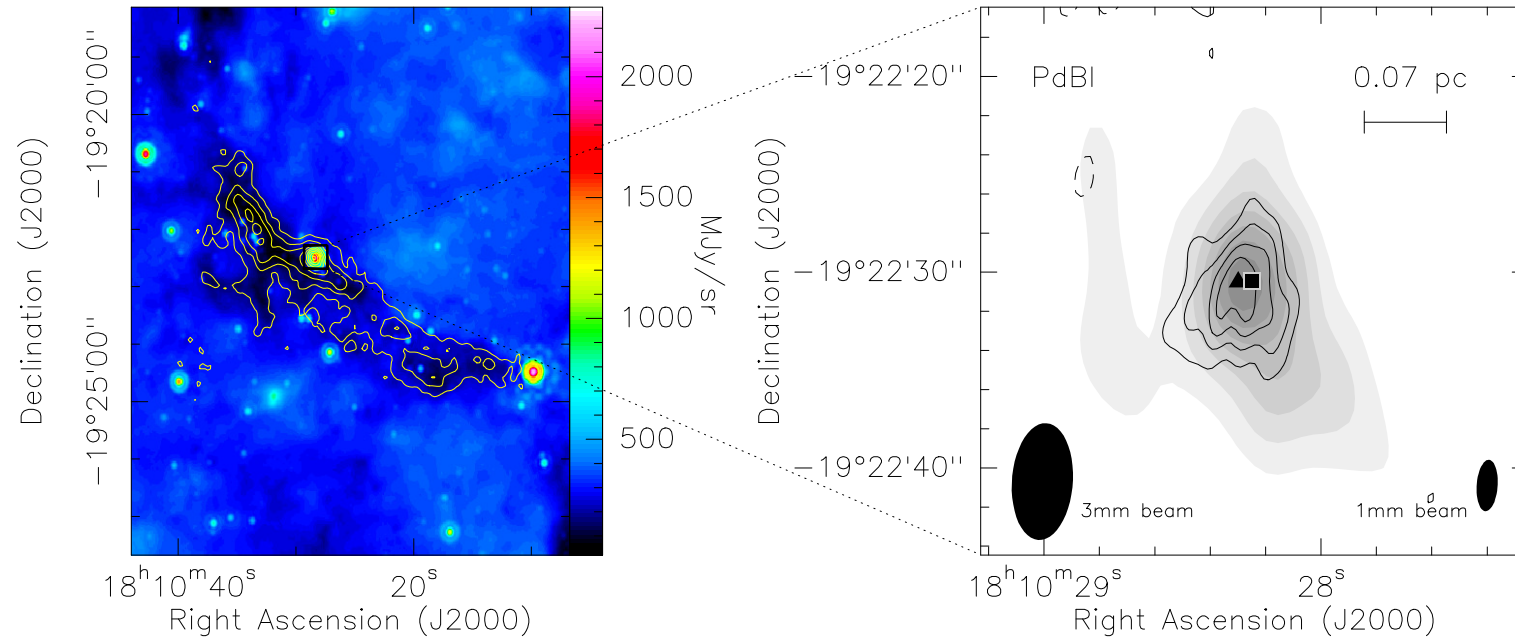 Declination (J2000)
−19°20'00''
−19°25'00''
18ʰ10ᵐ40ˢ
20ˢ
Right Ascension (J2000)
2000
1500
1000
500
MJy/sr
Declination (J2000)
−19°22'20''
−19°22'30''
−19°22'40''
PdBI
0.07 pc
3mm beam
1mm beam
18ʰ10ᵐ29ˢ
28ˢ
Right Ascension (J2000)